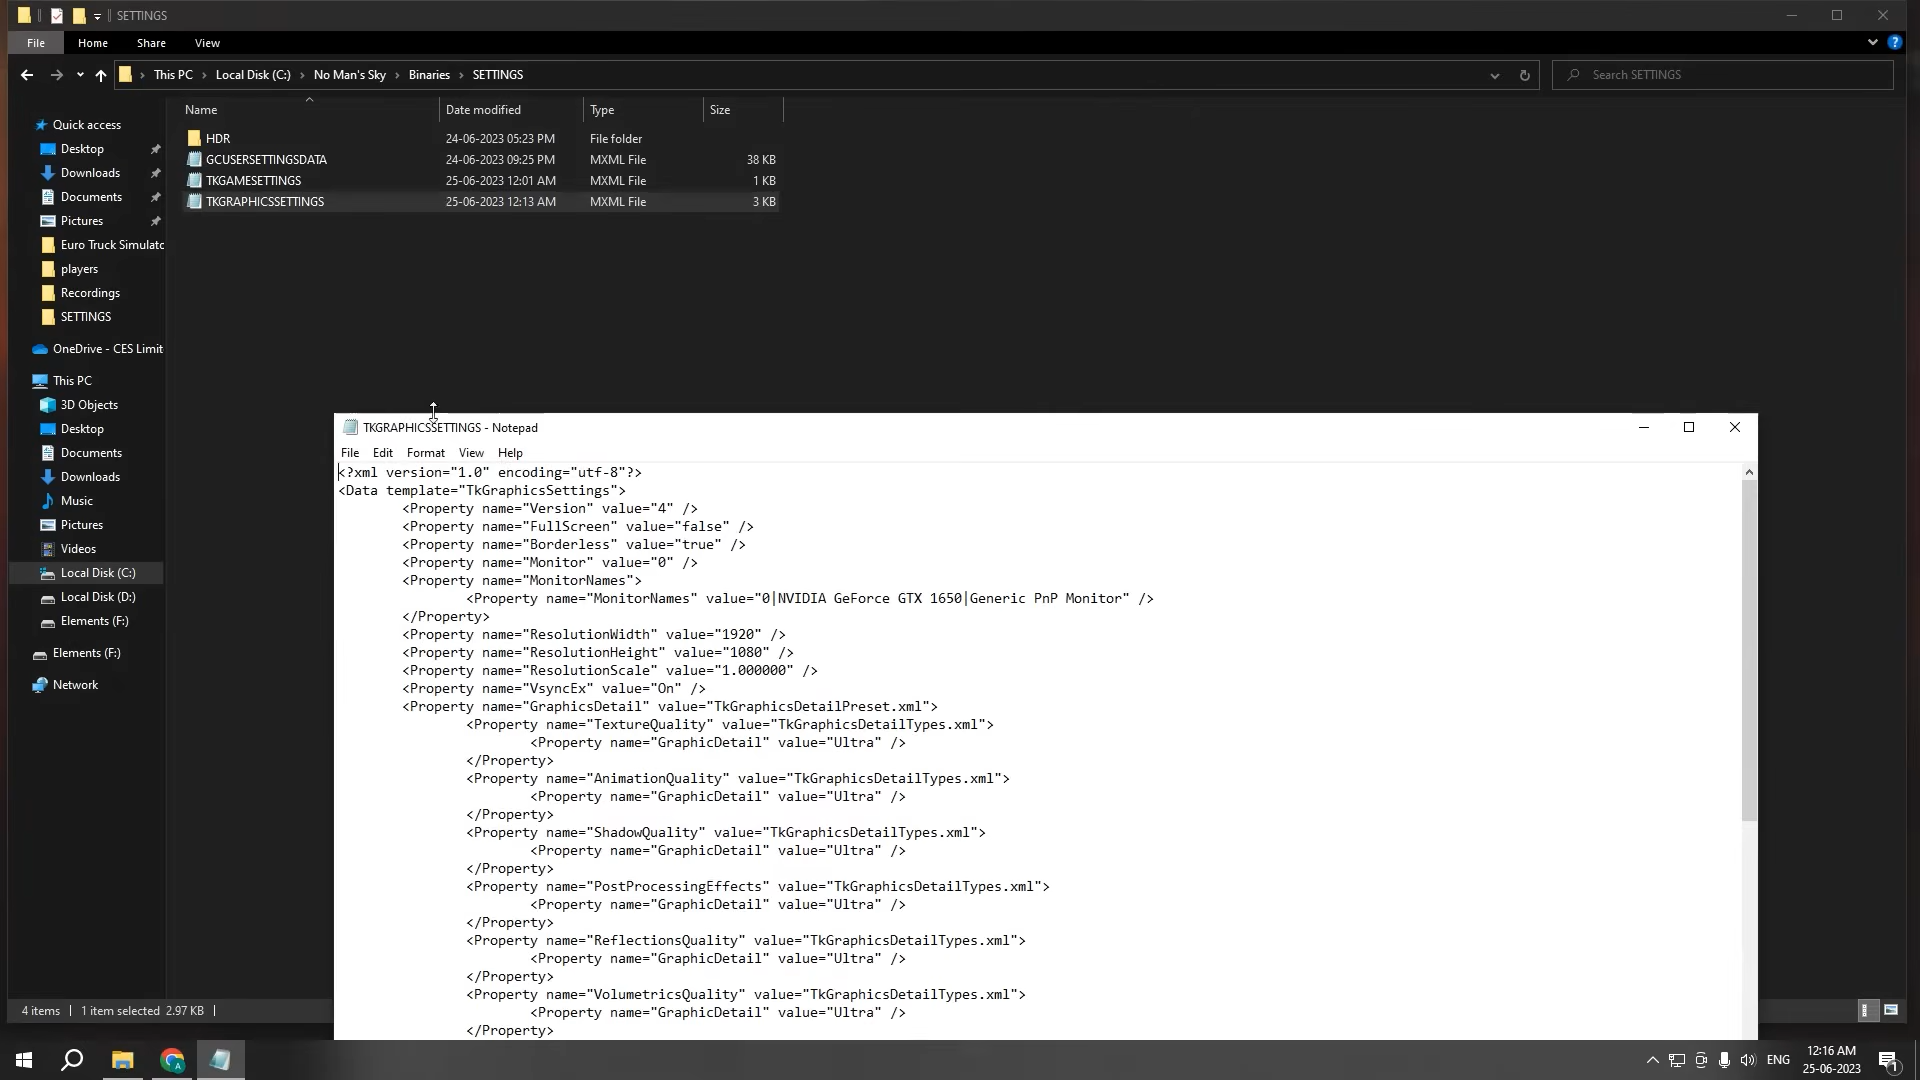 SETTINGS
File Home Share View
This PC > Local Disk (C:) > No Man's Sky > Binaries > SETTINGS
Search SETTINGS
Name Date modified Type Size
HDR 24-06-2023 05:23 PM File folder
GCUSERSETTINGSDATA 24-06-2023 09:25 PM MXML File 38 KB
TKGAMESETTINGS 25-06-2023 12:01 AM MXML File 1 KB
TKGRAPHICSSETTINGS 25-06-2023 12:13 AM MXML File 3 KB
Quick access
Desktop
Downloads
Documents
Pictures
Euro Truck Simulato
players
Recordings
SETTINGS
OneDrive - CES Limit
This PC
3D Objects
Desktop
Documents
Downloads
Music
Pictures
Videos
Local Disk (C:)
Local Disk (D:)
Elements (F:)
Elements (F:)
Network
4 items 1 item selected 2.97 KB
TKGRAPHICSSETTINGS - Notepad
File Edit Format View Help
<?xml version="1.0" encoding="utf-8"?>
<Data template="TkGraphicsSettings">
<Property name="Version" value="4" />
<Property name="FullScreen" value="false" />
<Property name="Borderless" value="true" />
<Property name="Monitor" value="0" />
<Property name="MonitorNames">
<Property name="MonitorNames" value="0|NVIDIA GeForce GTX 1650|Generic PnP Monitor" />
</Property>
<Property name="ResolutionWidth" value="1920" />
<Property name="ResolutionHeight" value="1080" />
<Property name="ResolutionScale" value="1.000000" />
<Property name="VsyncEx" value="On" />
<Property name="GraphicsDetail" value="TkGraphicsDetailPreset.xml">
<Property name="TextureQuality" value="TkGraphicsDetailTypes.xml">
<Property name="GraphicDetail" value="Ultra" />
</Property>
<Property name="AnimationQuality" value="TkGraphicsDetailTypes.xml">
<Property name="GraphicDetail" value="Ultra" />
</Property>
<Property name="ShadowQuality" value="TkGraphicsDetailTypes.xml">
<Property name="GraphicDetail" value="Ultra" />
</Property>
<Property name="PostProcessingEffects" value="TkGraphicsDetailTypes.xml">
<Property name="GraphicDetail" value="Ultra" />
</Property>
<Property name="ReflectionsQuality" value="TkGraphicsDetailTypes.xml">
<Property name="GraphicDetail" value="Ultra" />
</Property>
<Property name="VolumetricsQuality" value="TkGraphicsDetailTypes.xml">
<Property name="GraphicDetail" value="Ultra" />
</Property>
ENG
12:16 AM
25-06-2023
1